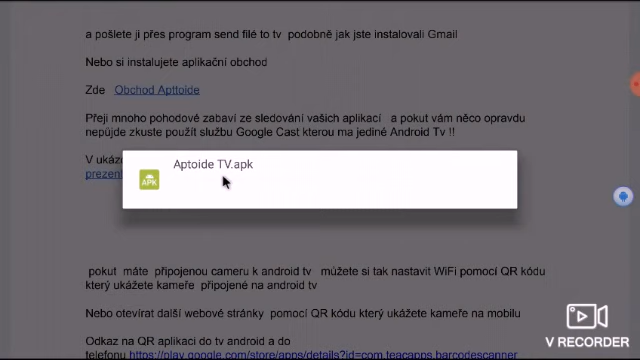 a pošlete ji přes program send filé to tv podobně jak jste instalovali Gmail
Nebo si instalujete aplikační obchod
Zde Obchod Apttoide
Přeji mnoho pohodové zabaví ze sledování vašich aplikací a pokut vám něco opravdu
nepůjde zkuste použít službu Google Cast kterou ma jediné Android Tv !!
V ukáz
prezen
Aptoide TV.apk
APK
pokut máte připojenou cameru k android tv můžete si tak nastavit WiFi pomocí QR kódu
který ukážete kameře připojené na android tv
Nebo otevírat další webové stránky pomocí QR kódu který ukážete kameře na mobilu
Odkaz na QR aplikaci do tv android a do
telefonu https://play.google.com/store/apps/details?id=com.teacapps.barcodescanner
V RECORDER